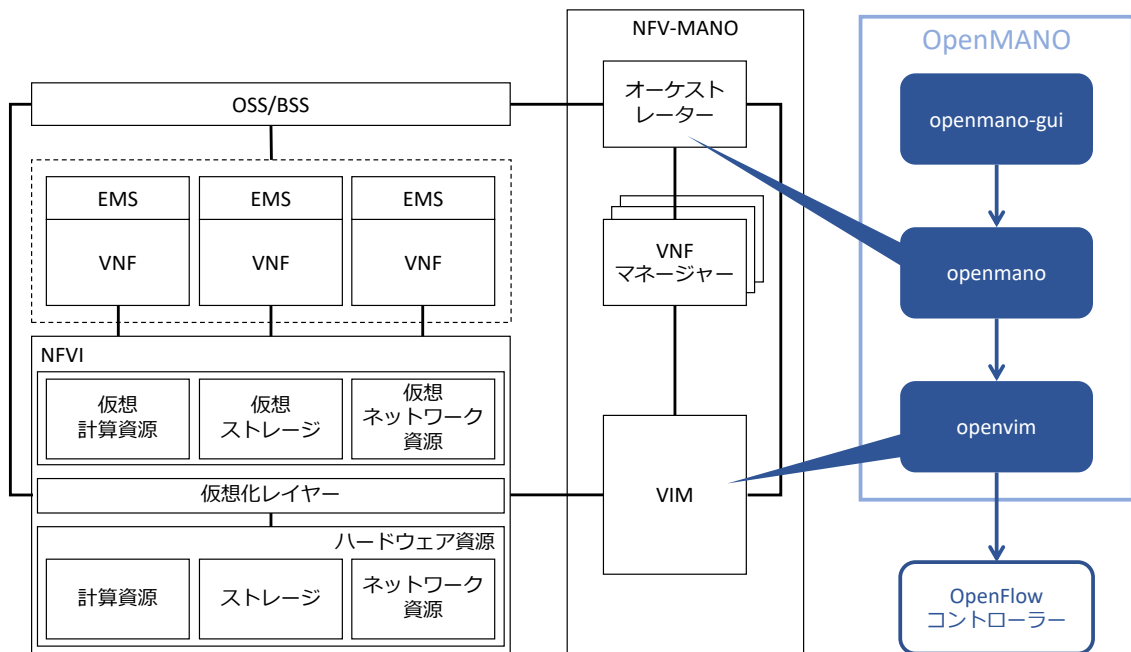 OSS/BSS
EMS
EMS
EMS
VNF
VNF
VNF
NFVI
仮想
計算資源
仮想
ストレージ
仮想
ネットワーク
資源
仮想化レイヤー
ハードウェア資源
計算資源
ストレージ
ネットワーク
資源
NFV-MANO
オーケスト
レーター
VNF
マネージャー
VIM
OpenMANO
openmano-gui
openmano
openvim
OpenFlow
コントローラー